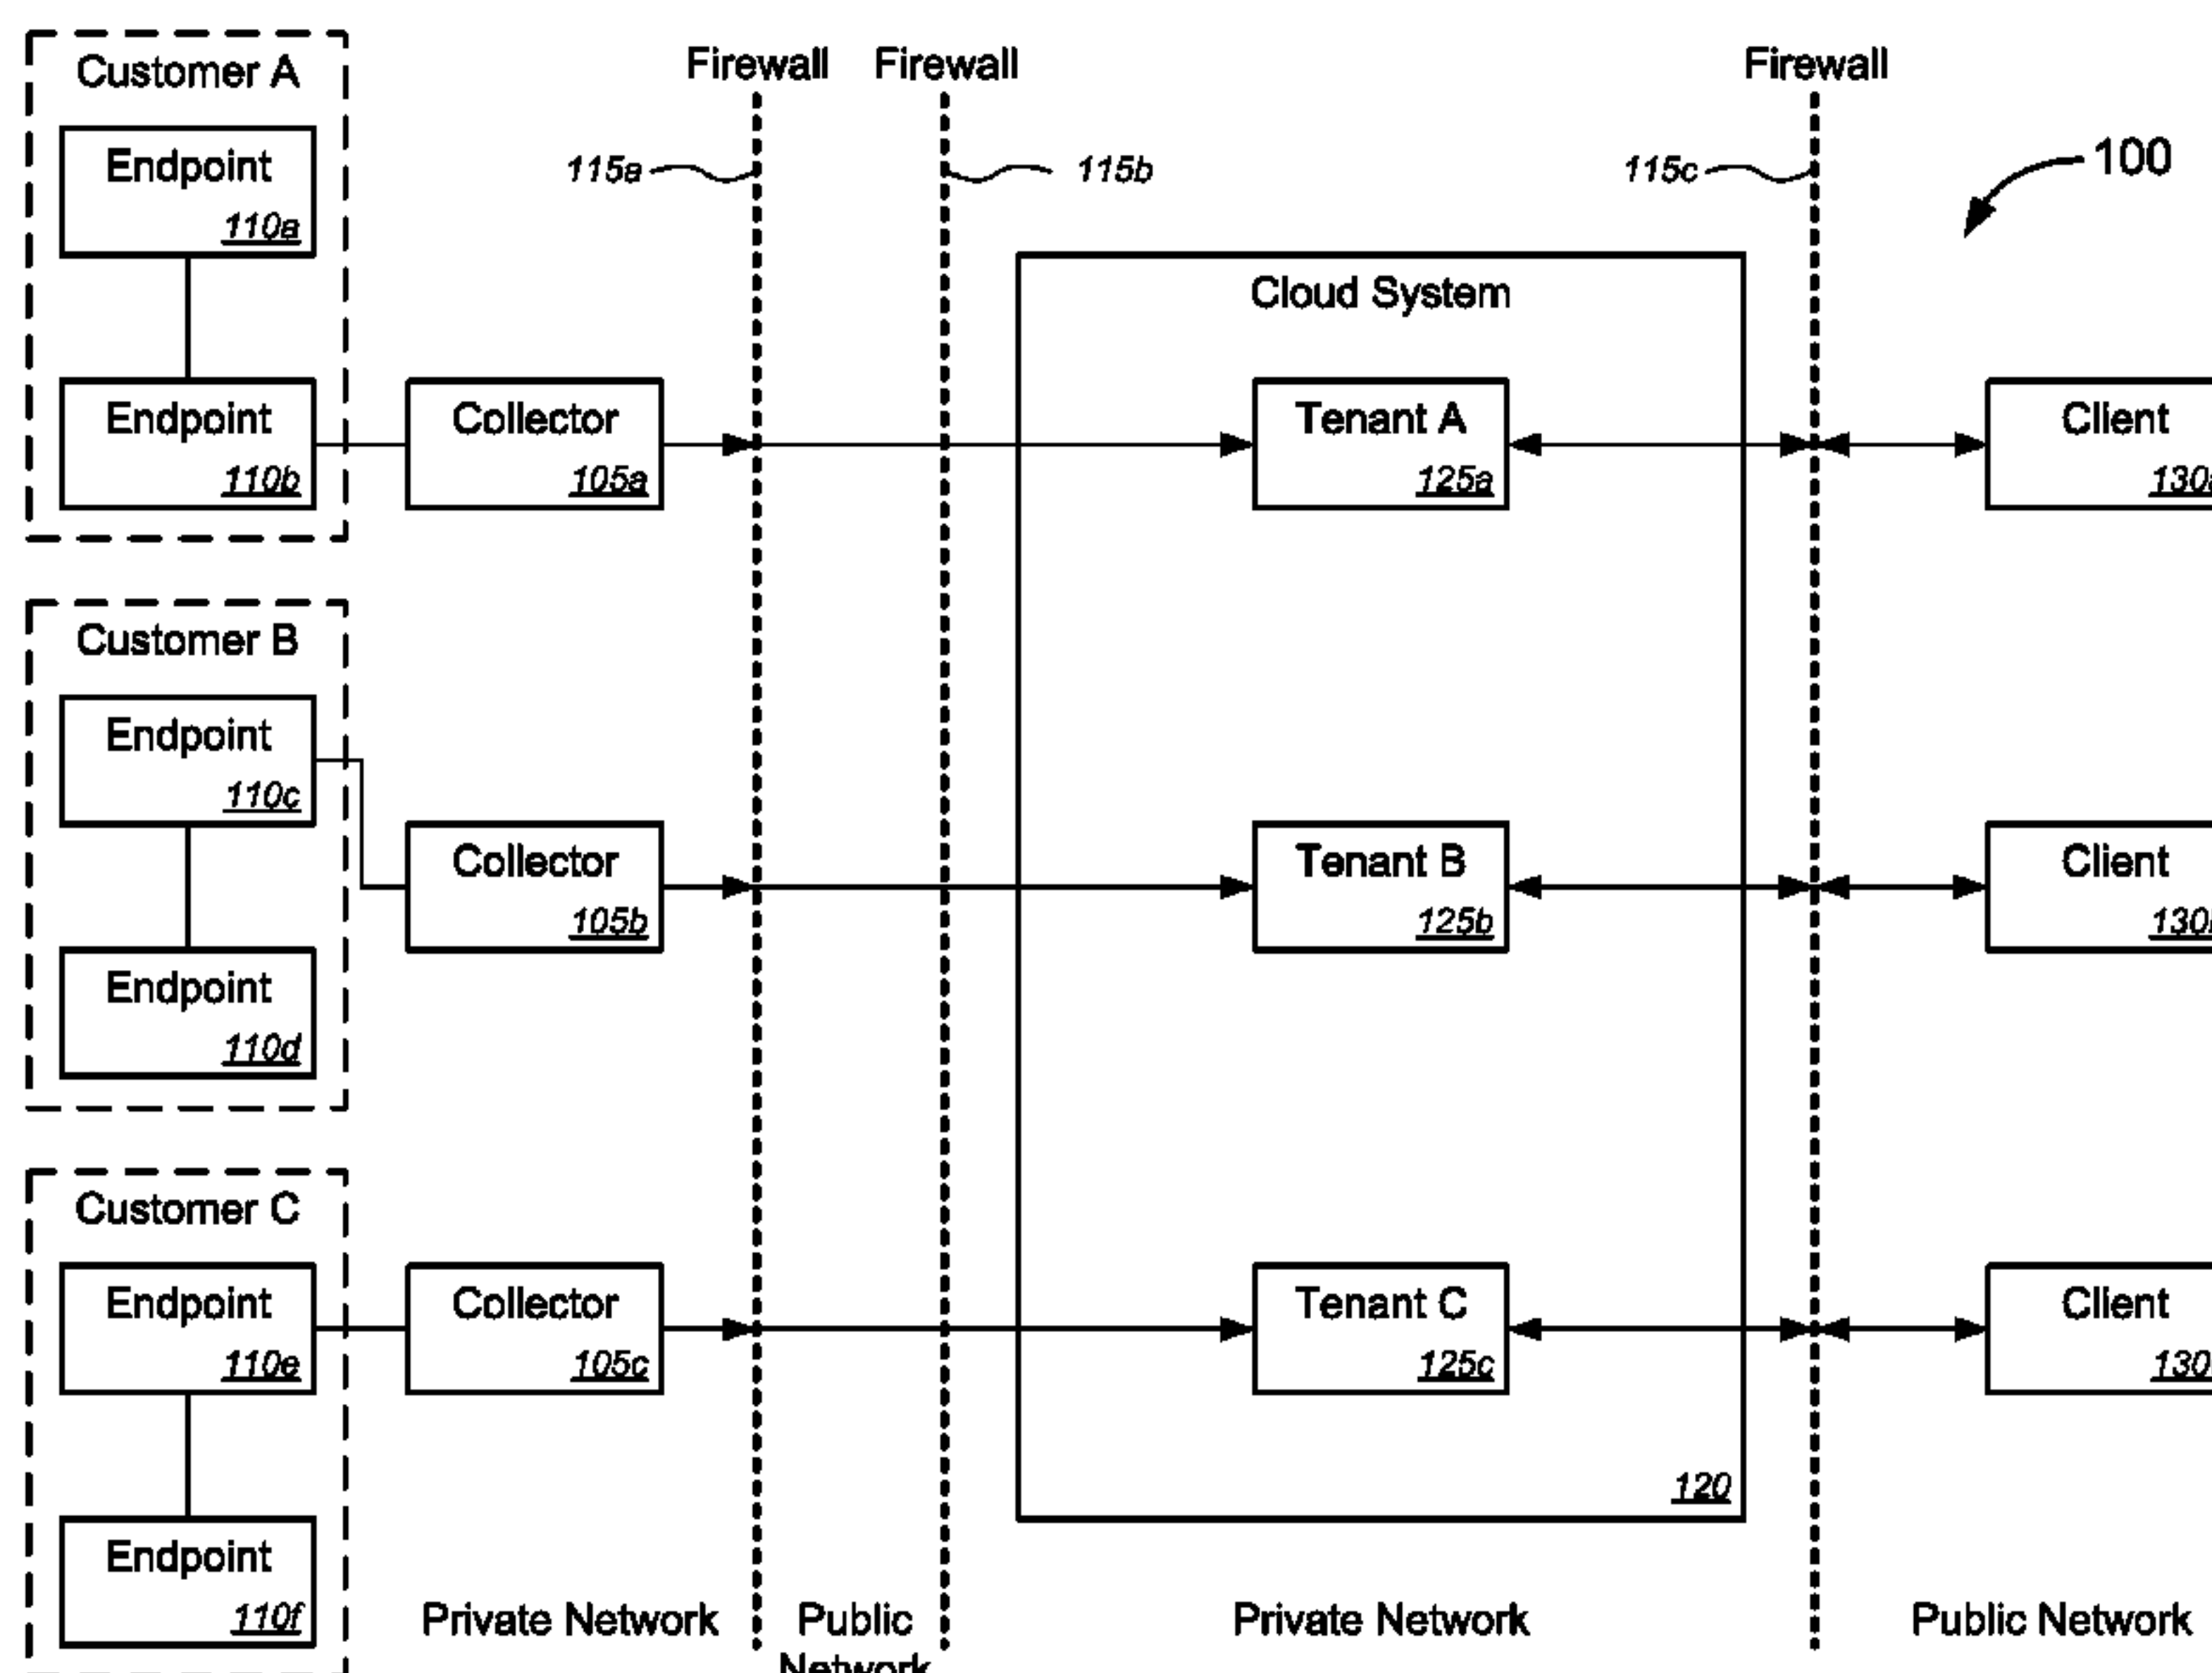 Customer A
Endpoint
110a
Endpoint
110b
Customer B
Endpoint
110c
Endpoint
110d
Customer C
Endpoint
110e
Endpoint
110f
Collector
105a
Collector
105b
Collector
105c
Private Network
Firewall
115a
Public
Network
Firewall
115b
Cloud System
Tenant A
125a
Tenant B
125b
Tenant C
125c
120
Private Network
Firewall
115c
100
Client
Client
Client
Public Network